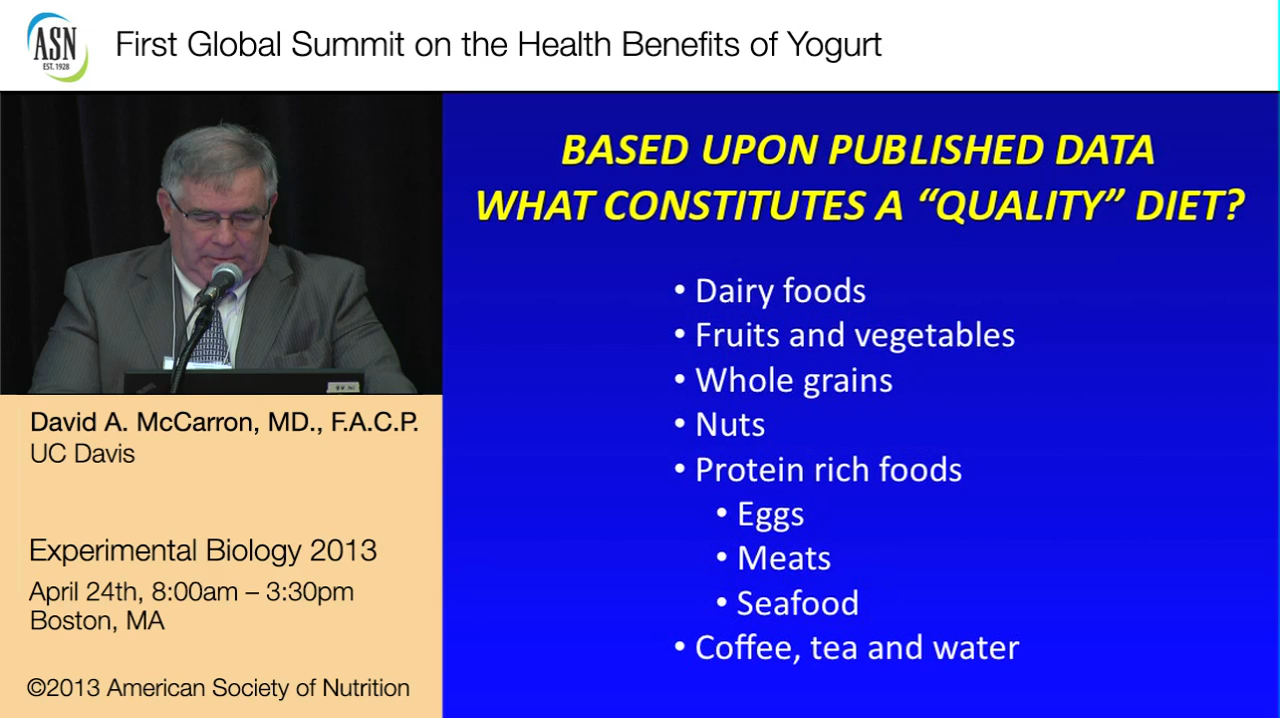 ASN
EST. 1928
First Global Summit on the Health Benefits of Yogurt
BASED UPON PUBLISHED DATA
WHAT CONSTITUTES A “QUALITY” DIET?
• Dairy foods
• Fruits and vegetables
• Whole grains
• Nuts
• Protein rich foods
• Eggs
• Meats
• Seafood
• Coffee, tea and water
David A. McCarron, MD., F.A.C.P.
UC Davis
Experimental Biology 2013
April 24th, 8:00am – 3:30pm
Boston, MA
©2013 American Society of Nutrition